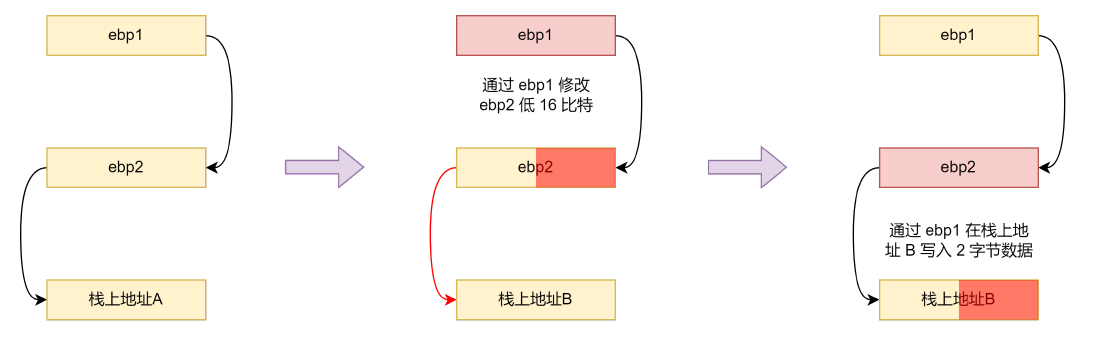 ebp1
ebp2
栈上地址A
ebp1
通过 ebp1 修改
ebp2 低 16 比特
ebp2
栈上地址B
ebp1
ebp2
通过 ebp1 在栈上地
址 B 写入 2 字节数据
栈上地址B